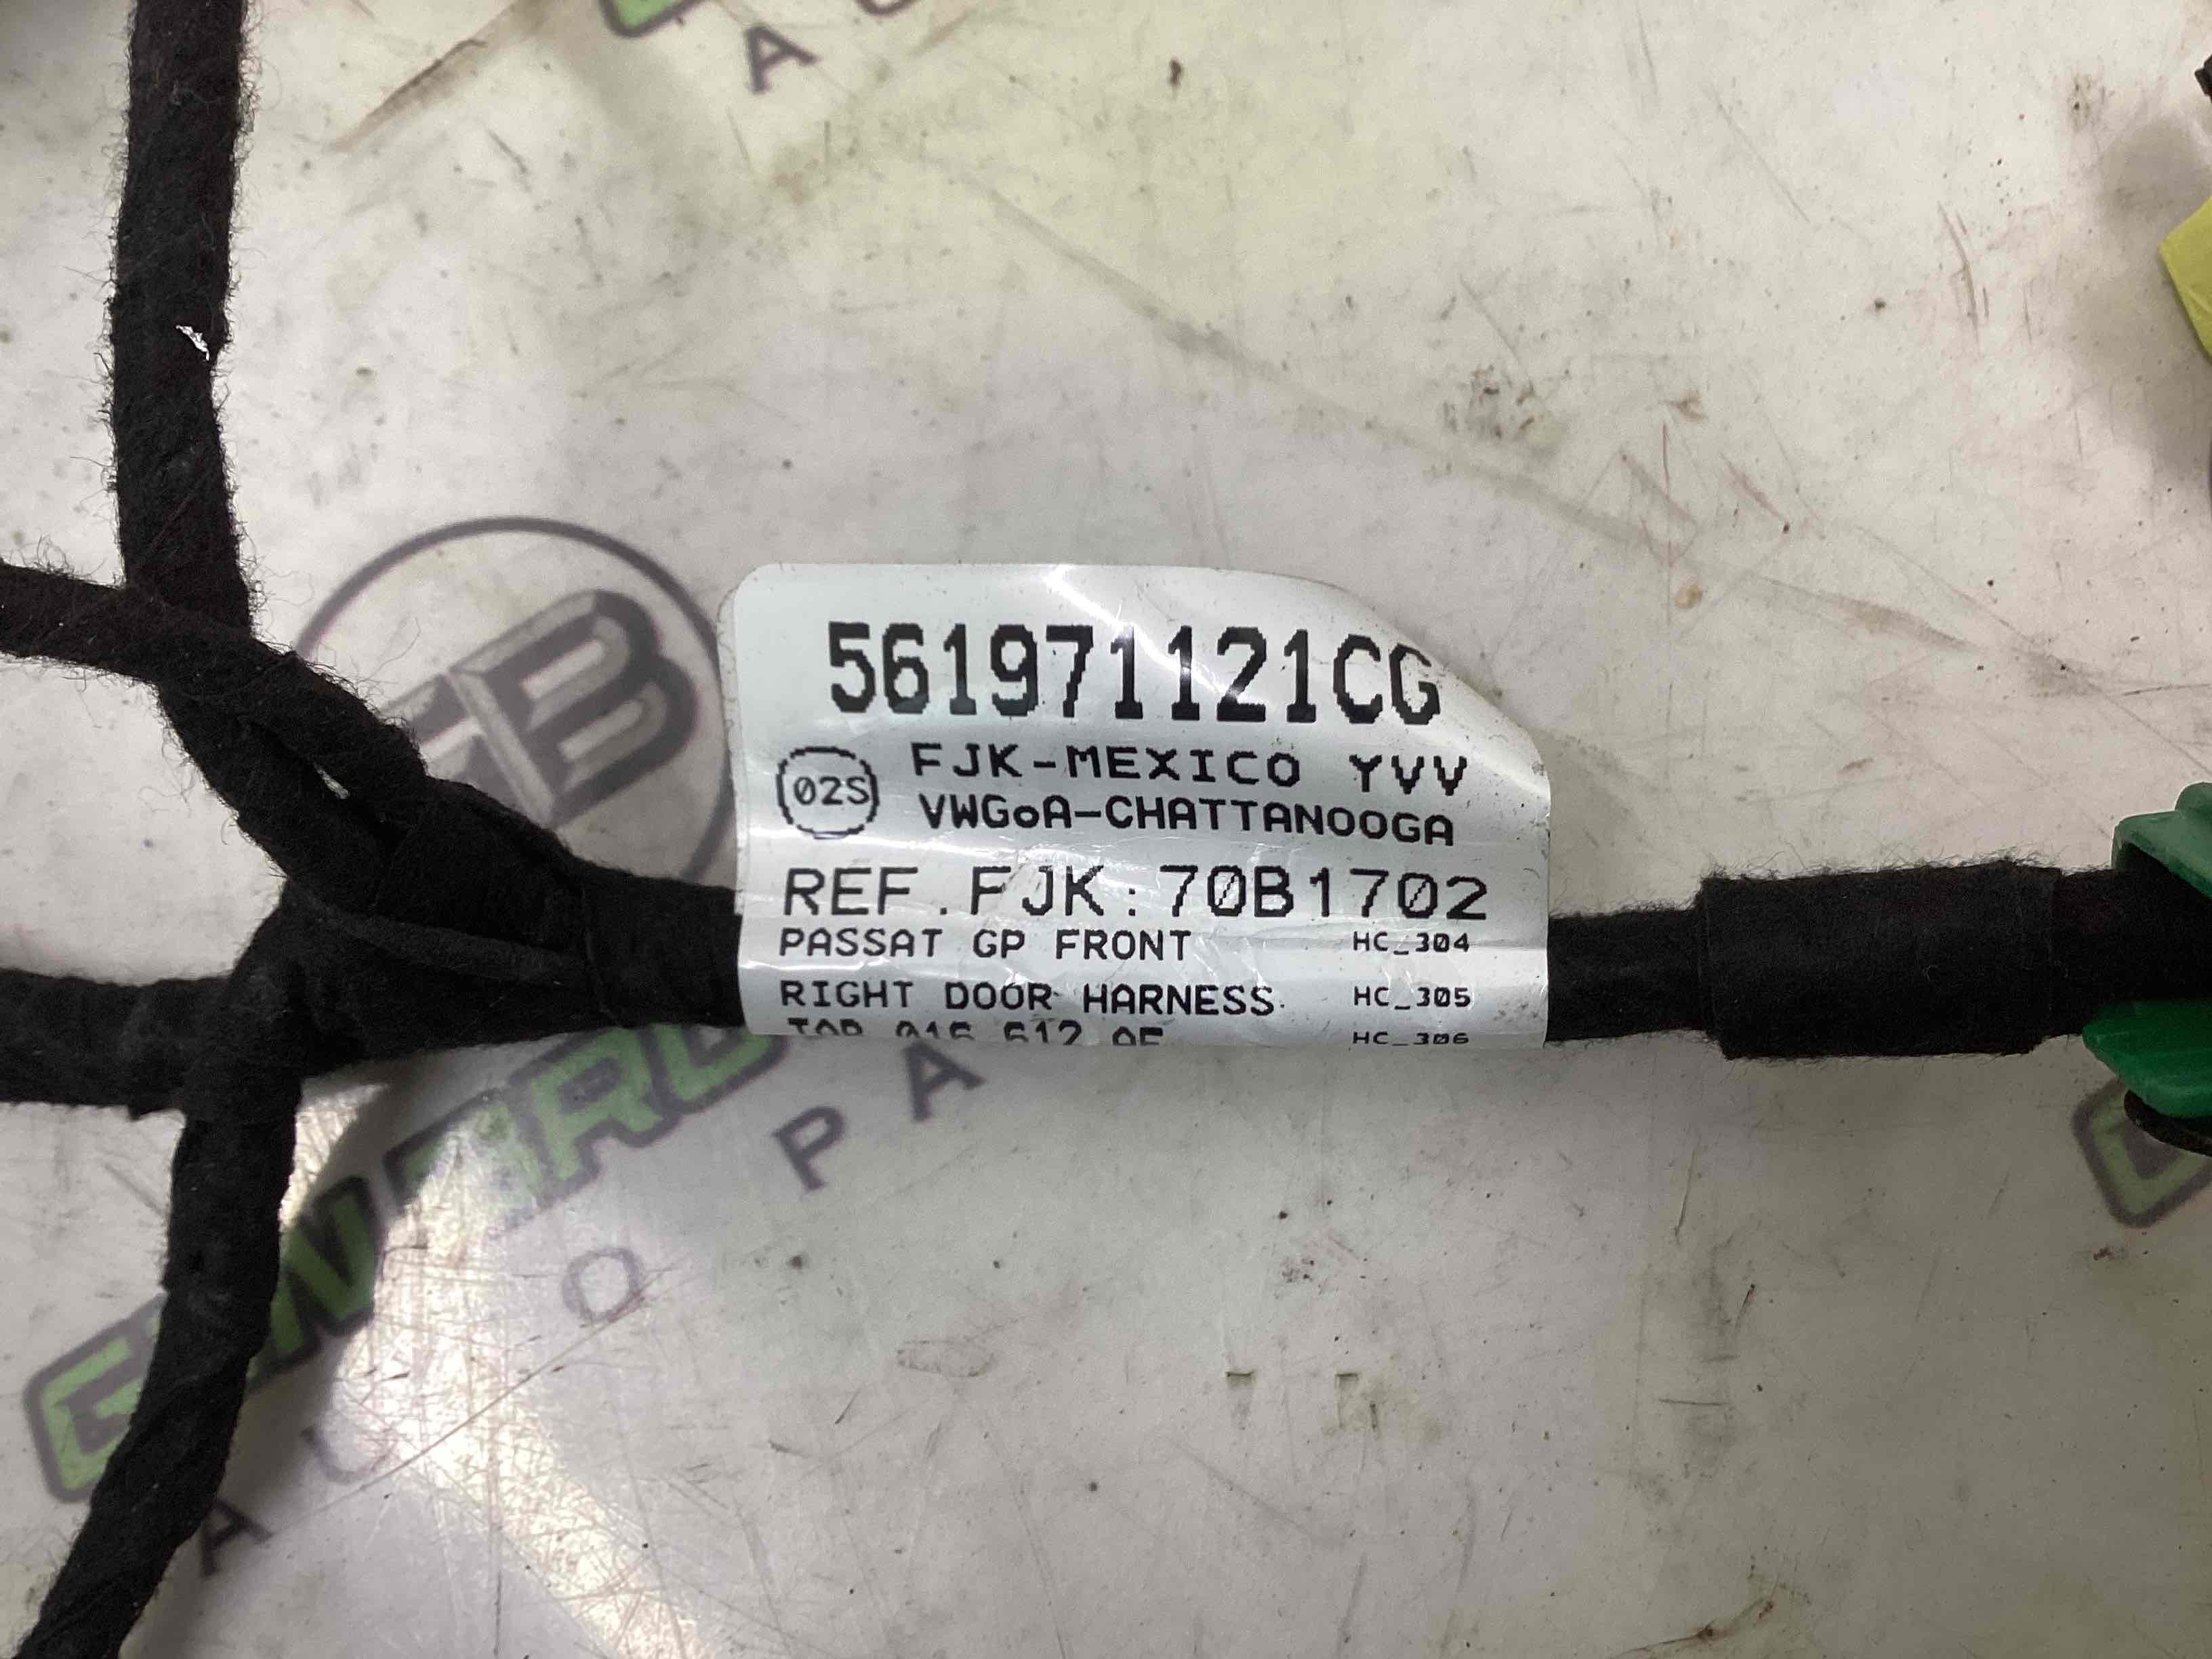 561971121CG
02S
FJK-MEXICO YVV
VWGoA-CHATTANOOGA
REF.FJK:70B1702
PASSAT GP FRONT HC_304
RIGHT DOOR HARNESS HC_305
HC_306